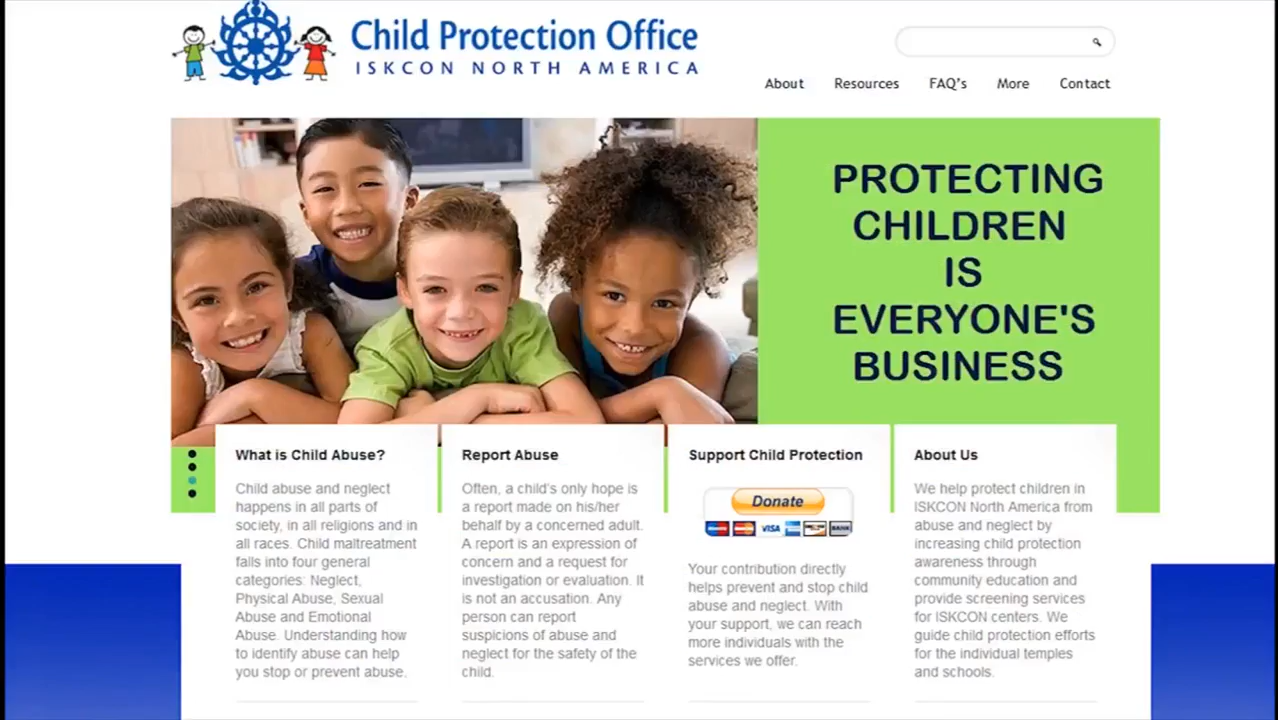 Child Protection Office
ISKCON NORTH AMERICA
About Resources FAQ's More Contact
PROTECTING
CHILDREN
IS
EVERYONE'S
BUSINESS
What is Child Abuse?
Child abuse and neglect
happens in all parts of
society, in all religions and in
all races. Child maltreatment
falls into four general
categories: Neglect,
Physical Abuse, Sexual
Abuse and Emotional
Abuse. Understanding how
to identify abuse can help
you stop or prevent abuse.
Report Abuse
Often, a child's only hope is
a report made on his/her
behalf by a concerned adult.
A report is an expression of
concern and a request for
investigation or evaluation. It
is not an accusation. Any
person can report
suspicions of abuse and
neglect for the safety of the
child.
Support Child Protection
Donate
VISA BANK
Your contribution directly
helps prevent and stop child
abuse and neglect. With
your support, we can reach
more individuals with the
services we offer.
About Us
We help protect children in
ISKCON North America from
abuse and neglect by
increasing child protection
awareness through
community education and
provide screening services
for ISKCON centers. We
guide child protection efforts
for the individual temples
and schools.